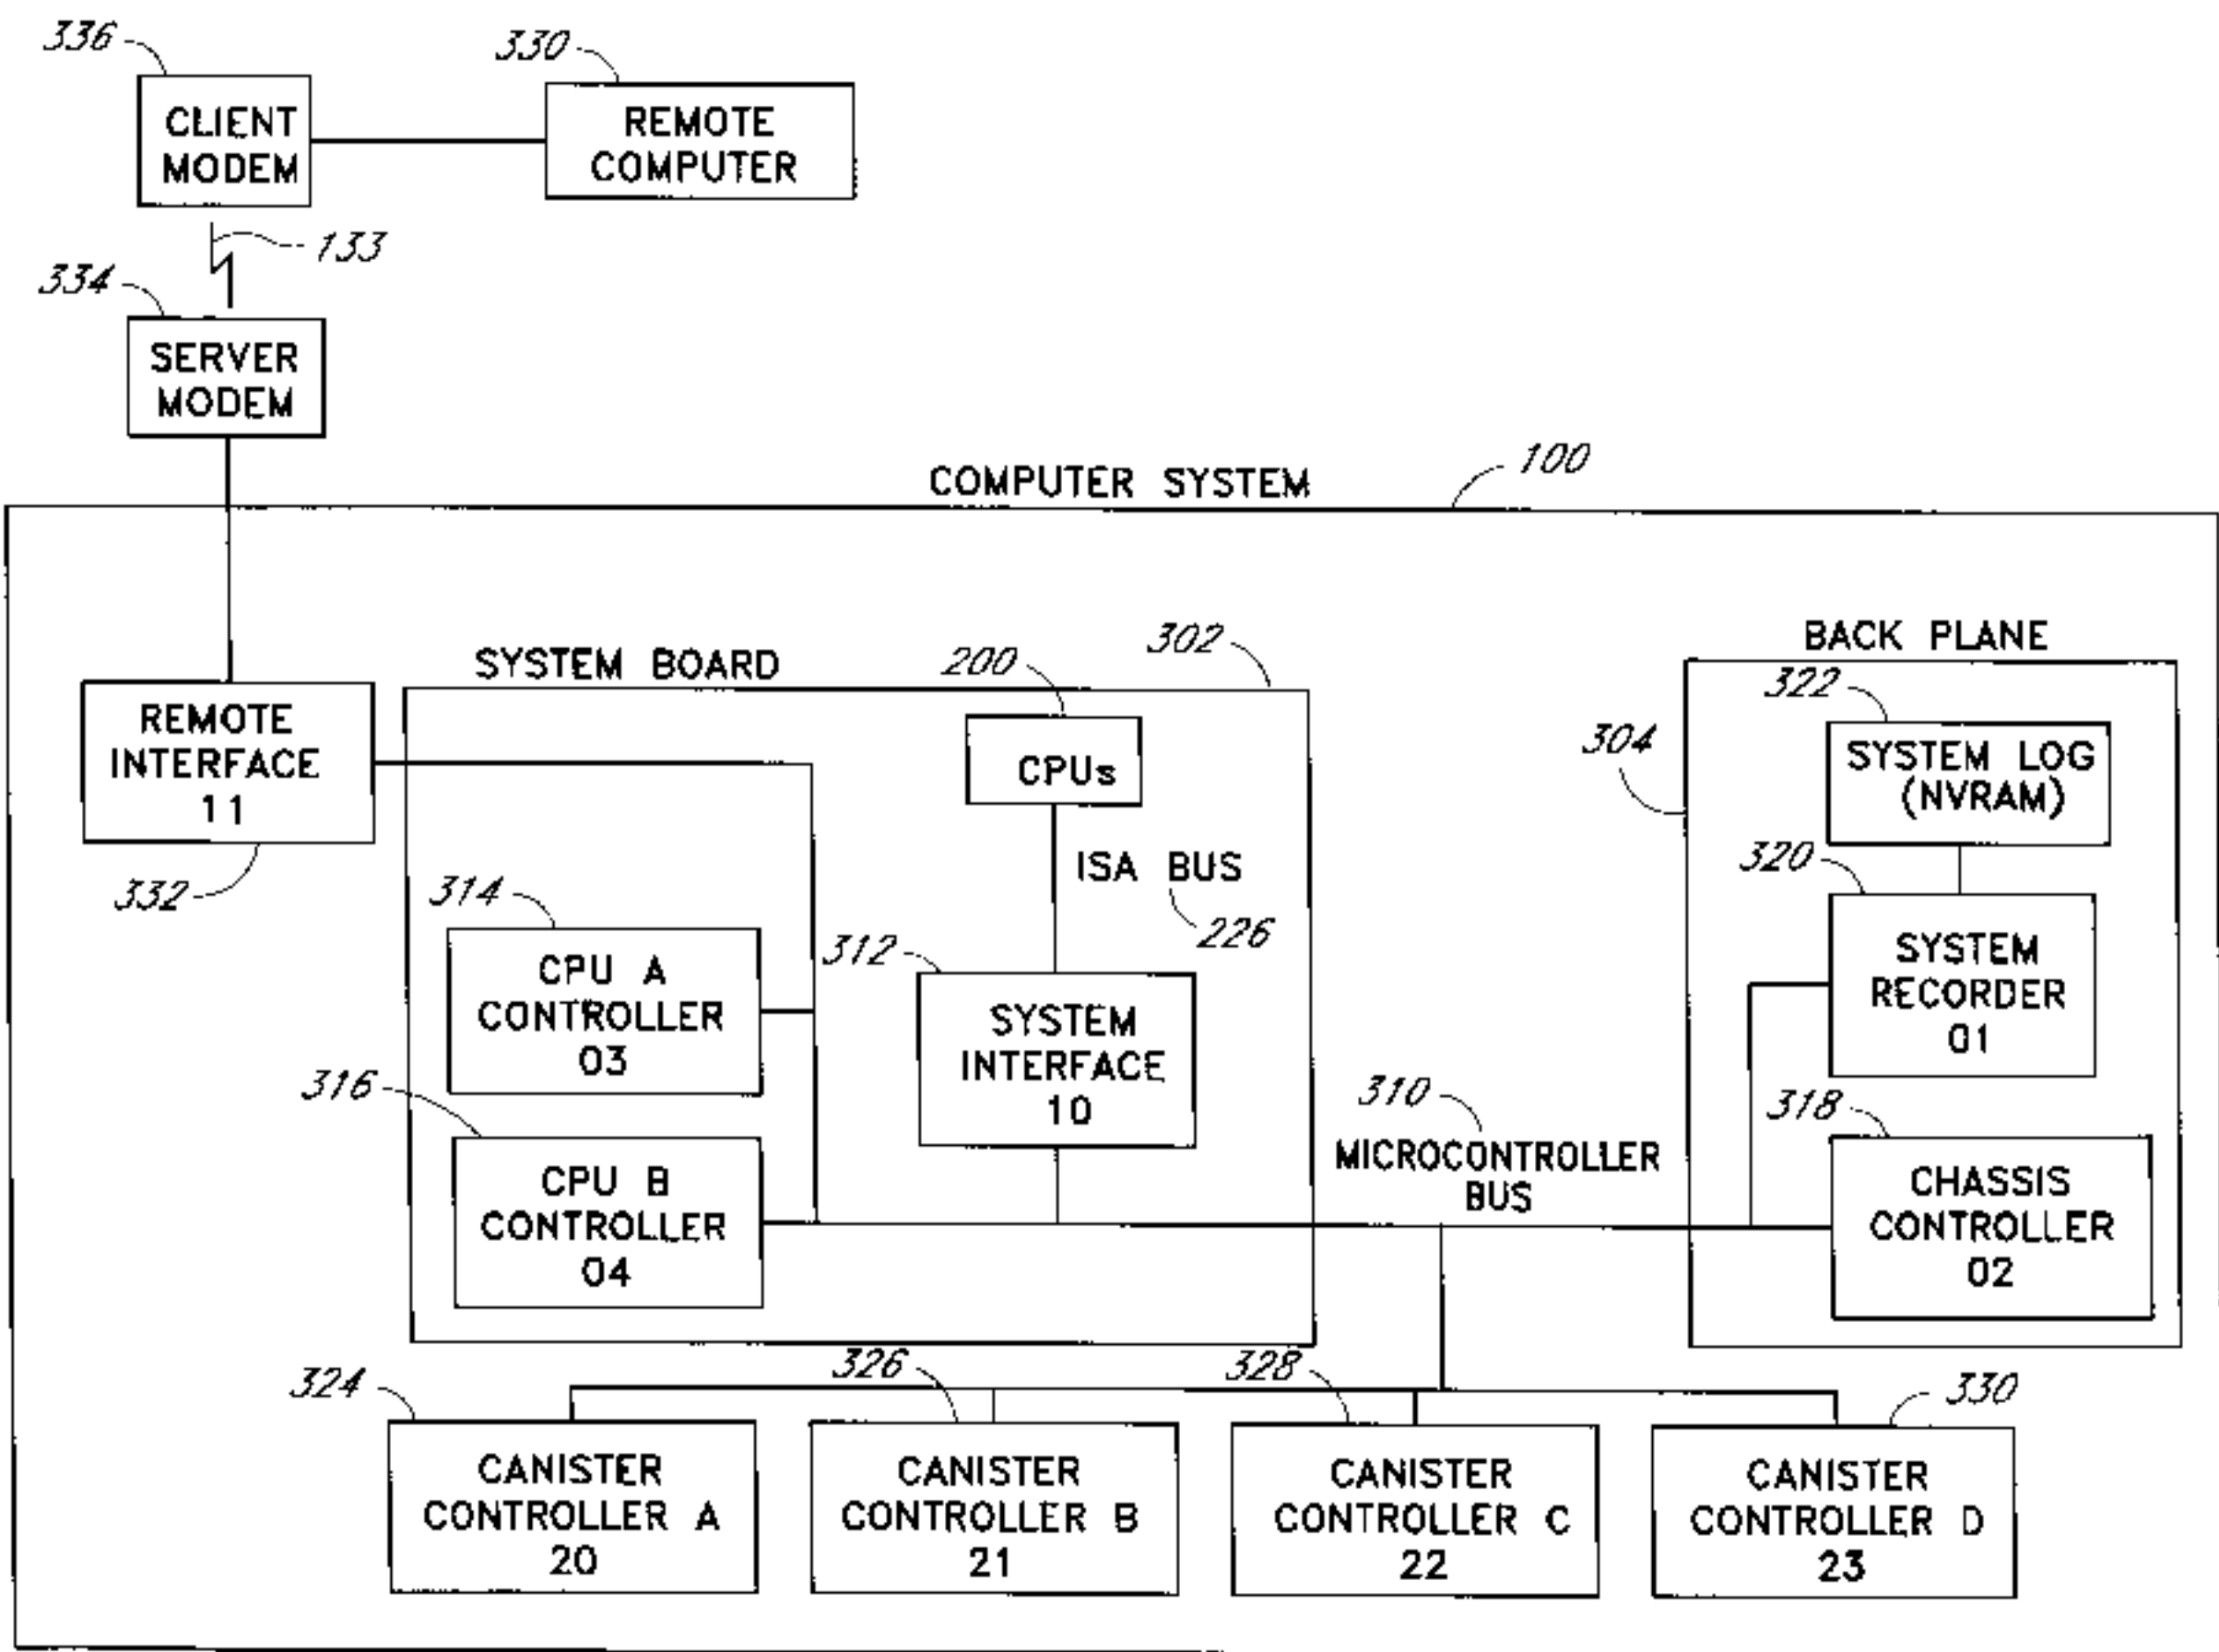 336
330
CLIENT
MODEM
REMOTE
COMPUTER
133
334
SERVER
MODEM
COMPUTER SYSTEM
100
SYSTEM BOARD
200
302
BACK PLANE
322
REMOTE
INTERFACE
11
332
CPUs
304
SYSTEM LOG
(NVRAM)
ISA BUS
226
320
314
CPU A
CONTROLLER
03
312
SYSTEM
INTERFACE
10
SYSTEM
RECORDER
01
316
CPU B
CONTROLLER
04
310
MICROCONTROLLER
BUS
318
CHASSIS
CONTROLLER
02
324
326
328
330
CANISTER
CONTROLLER A
20
CANISTER
CONTROLLER B
21
CANISTER
CONTROLLER C
22
CANISTER
CONTROLLER D
23